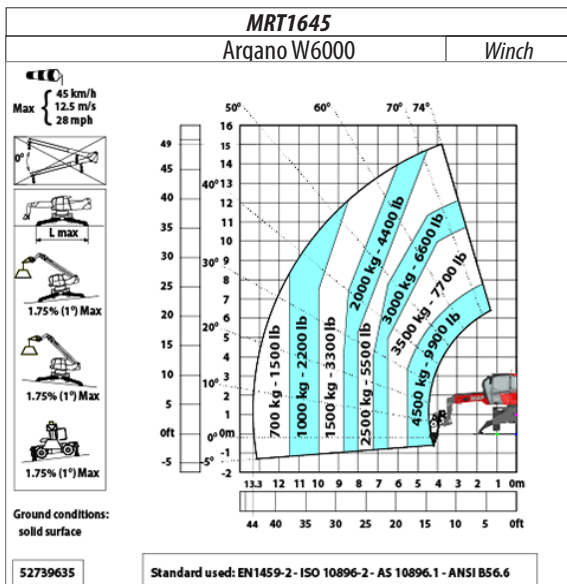 MRT1645
Argano W6000
Winch
Max
45 km/h
12.5 m/s
28 mph
0°
L max
1.75% (1°) Max
1.75% (1°) Max
1.75% (1°) Max
Ground conditions:
solid surface
52739635
50° 60° 70° 74°
40°
30°
20°
10°
0°
-5°
49
45
40
35
30
25
20
15
10
5
0ft
-5
16
15
14
13
12
11
10
9
8
7
6
5
4
3
2
1
0m
-1
-2
700 kg - 1500 lb
1000 kg - 2200 lb
1500 kg - 3300 lb
2000 kg - 4400 lb
2500 kg - 5500 lb
3000 kg - 6600 lb
3500 kg - 7700 lb
4500 kg - 9900 lb
13.3 12 11 10 9 8 7 6 5 4 3 2 1 0m
44 40 35 30 25 20 15 10 5 0ft
Standard used: EN1459-2 - ISO 10896-2 - AS 10896.1 - ANSI B56.6